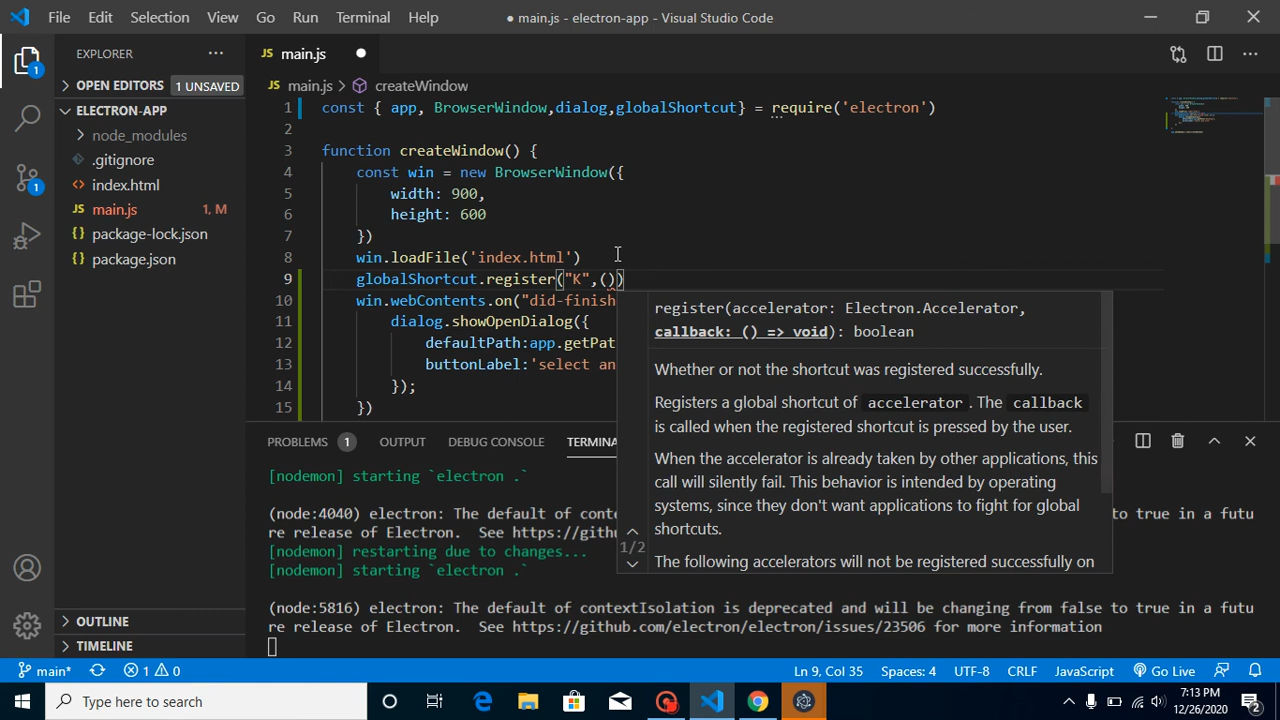 File Edit Selection View Go Run Terminal Help
● main.js - electron-app - Visual Studio Code
EXPLORER
OPEN EDITORS 1 UNSAVED
ELECTRON-APP
node_modules
.gitignore
index.html
main.js 1, M
package-lock.json
package.json
OUTLINE
TIMELINE
1
1
JS main.js ●
JS main.js > createWindow
1 const { app, BrowserWindow,dialog,globalShortcut} = require('electron')
2
3 function createWindow() {
4 const win = new BrowserWindow({
5 width: 900,
6 height: 600
7 })
8 win.loadFile('index.html')
9 globalShortcut.register("K",())
10 win.webContents.on("did-finish
11 dialog.showOpenDialog({
12 defaultPath:app.getPat
13 buttonLabel:'select an
14 });
15 })
register(accelerator: Electron.Accelerator,
callback: () => void): boolean
Whether or not the shortcut was registered successfully.
Registers a global shortcut of accelerator. The callback
is called when the registered shortcut is pressed by the user.
When the accelerator is already taken by other applications, this
call will silently fail. This behavior is intended by operating
systems, since they don't want applications to fight for global
shortcuts.
The following accelerators will not be registered successfully on
1/2
PROBLEMS 1 OUTPUT DEBUG CONSOLE TERMINA
[nodemon] starting `electron .`
(node:4040) electron: The default of conte to true in a futu
re release of Electron. See https://githu
[nodemon] restarting due to changes...
[nodemon] starting `electron .`
(node:5816) electron: The default of contextIsolation is deprecated and will be changing from false to true in a futu
re release of Electron. See https://github.com/electron/electron/issues/23506 for more information
main* 1 0 Ln 9, Col 35 Spaces: 4 UTF-8 CRLF JavaScript Go Live
Type here to search
7:13 PM
12/26/2020
2